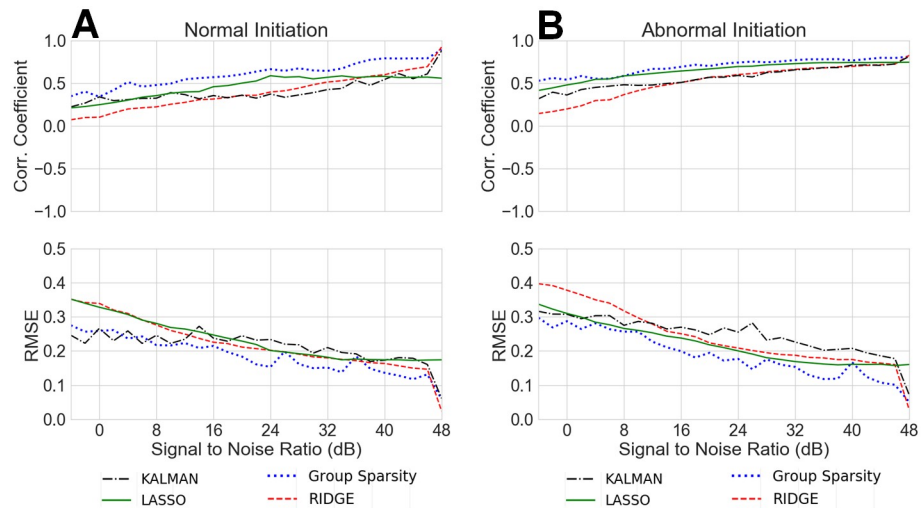 A
Normal Initiation
B
Abnormal Initiation
Corr. Coefficient
1.0
0.5
0.0
−0.5
−1.0
Corr. Coefficient
1.0
0.5
0.0
−0.5
−1.0
RMSE
0.5
0.4
0.3
0.2
0.1
0.0
0 8 16 24 32 40 48
Signal to Noise Ratio (dB)
RMSE
0.5
0.4
0.3
0.2
0.1
0.0
0 8 16 24 32 40 48
Signal to Noise Ratio (dB)
KALMAN Group Sparsity
LASSO RIDGE
KALMAN Group Sparsity
LASSO RIDGE